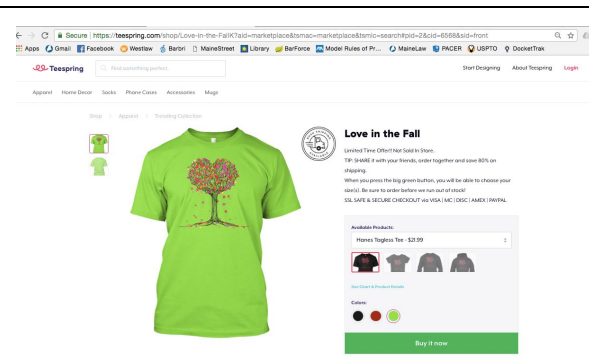 Secure | https://teespring.com/shop/Love-in-the-FallK?aid=marketplace&tsmac=marketplace&tsmic=search#pid=2&cid=6568&sid=front
Apps Gmail Facebook Westlaw Barbri MaineStreet Library BarForce Model Rules of Pr... MaineLaw PACER USPTO DocketTrak
Teespring Find something perfect Start Designing About Teespring Login
Apparel Home Decor Socks Phone Cases Accessories Mugs
Shop Apparel Trending Collection
Love in the Fall
Limited Time Offer!! Not Sold In Store.
TIP: SHARE it with your friends, order together and save 80% on
shipping.
When you press the big green button, you will be able to choose your
size(s). Be sure to order before we run out of stock!
SSL SAFE & SECURE CHECKOUT via VISA | MC | DISC | AMEX | PAYPAL
Available Products:
Hanes Tagless Tee - $21.99
Size Chart & Product Details
Colors:
Buy it now